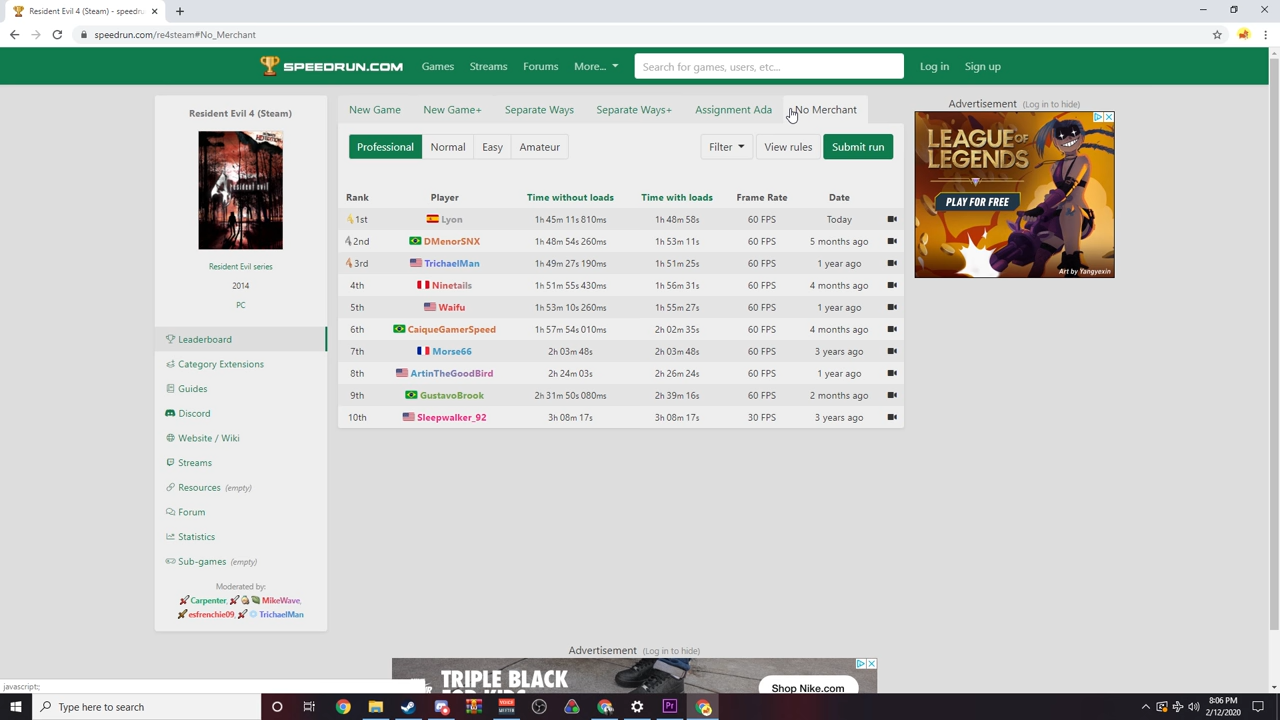 Resident Evil 4 (Steam) - speedru
speedrun.com/re4steam#No_Merchant
SPEEDRUN.COM
Games
Streams
Forums
More...
Search for games, users, etc...
Log in
Sign up
Resident Evil 4 (Steam)
resident evil
Resident Evil series
2014
PC
Leaderboard
Category Extensions
Guides
Discord
Website / Wiki
Streams
Resources (empty)
Forum
Statistics
Sub-games (empty)
Moderated by:
Carpenter, MikeWave,
esfrenchie09, TrichaelMan
New Game
New Game+
Separate Ways
Separate Ways+
Assignment Ada
No Merchant
Professional
Normal
Easy
Amateur
Filter
View rules
Submit run
Rank Player Time without loads Time with loads Frame Rate Date
1st Lyon 1h 45m 11s 810ms 1h 48m 58s 60 FPS Today
2nd DMenorSNX 1h 48m 54s 260ms 1h 53m 11s 60 FPS 5 months ago
3rd TrichaelMan 1h 49m 27s 190ms 1h 51m 25s 60 FPS 1 year ago
4th Ninetails 1h 51m 55s 430ms 1h 56m 31s 60 FPS 4 months ago
5th Waifu 1h 53m 10s 260ms 1h 55m 27s 60 FPS 1 year ago
6th CaiqueGamerSpeed 1h 57m 54s 010ms 2h 02m 35s 60 FPS 4 months ago
7th Morse66 2h 03m 48s 2h 03m 48s 60 FPS 3 years ago
8th ArtinTheGoodBird 2h 24m 03s 2h 26m 24s 60 FPS 1 year ago
9th GustavoBrook 2h 31m 50s 080ms 2h 39m 16s 60 FPS 2 months ago
10th Sleepwalker_92 3h 08m 17s 3h 08m 17s 30 FPS 3 years ago
Advertisement (Log in to hide)
LEAGUE OF
LEGENDS
PLAY FOR FREE
Art by Yangyexin
Advertisement (Log in to hide)
TRIPLE BLACK
FOR KIDS
Shop Nike.com
javascript:;
Type here to search
8:06 PM
2/12/2020